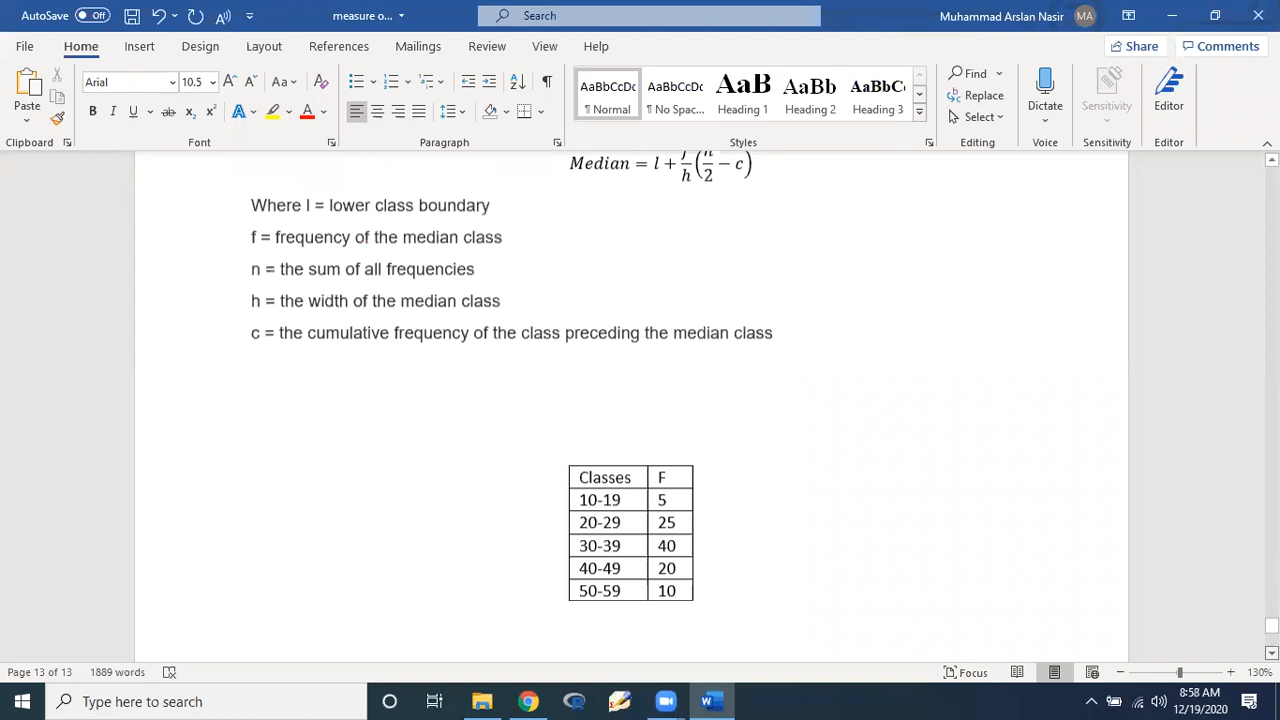 AutoSave Off measure o... Search Muhammad Arslan Nasir MA
File Home Insert Design Layout References Mailings Review View Help Share Comments
Paste Arial 10.5 A A Aa A AaBbCcDc AaBbCcDc AaB AaBb AaBbC Find Dictate Sensitivity Editor
B I U ab x₂ A A ¶ Normal ¶ No Spac... Heading 1 Heading 2 Heading 3 Replace
Select
Clipboard Font Paragraph Styles Editing Voice Sensitivity Editor
Median = l + f/h (n/2 − c)
Where l = lower class boundary
f = frequency of the median class
n = the sum of all frequencies
h = the width of the median class
c = the cumulative frequency of the class preceding the median class
Classes F
10-19 5
20-29 25
30-39 40
40-49 20
50-59 10
Page 13 of 13 1889 words Focus 130%
Type here to search 8:58 AM
12/19/2020